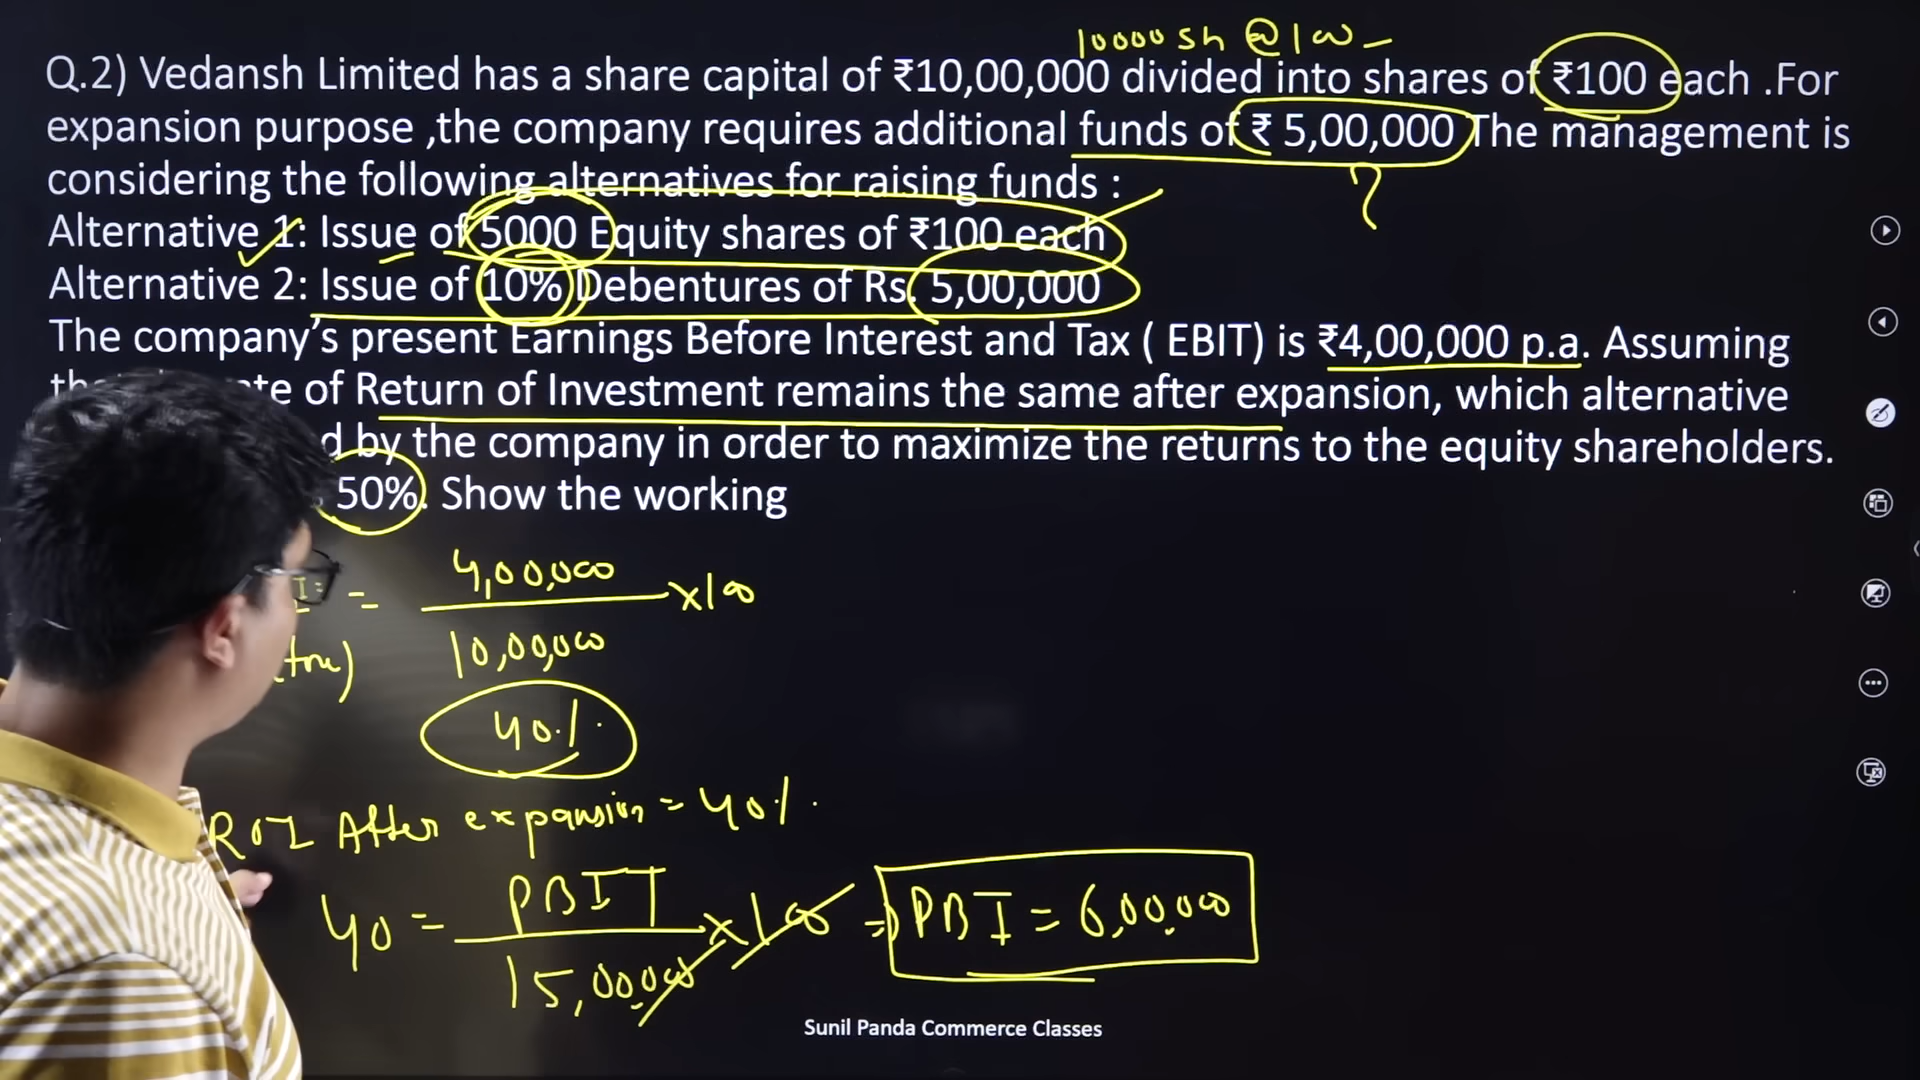 10000 sh @ 100 -
Q.2) Vedansh Limited has a share capital of ₹10,00,000 divided into shares of ₹100 each .For
expansion purpose ,the company requires additional funds of ₹ 5,00,000 The management is
considering the following alternatives for raising funds :
?
Alternative 1: Issue of 5000 Equity shares of ₹100 each
Alternative 2: Issue of 10% Debentures of Rs. 5,00,000
The company's present Earnings Before Interest and Tax ( EBIT) is ₹4,00,000 p.a. Assuming
of Return of Investment remains the same after expansion, which alternative
by the company in order to maximize the returns to the equity shareholders.
50%. Show the working
= 4,00,000 x100
10,00,000
40%.
ROI After expansion = 40%.
40 = PBIT x100 => PBI = 6,00,000
15,00,000
Sunil Panda Commerce Classes